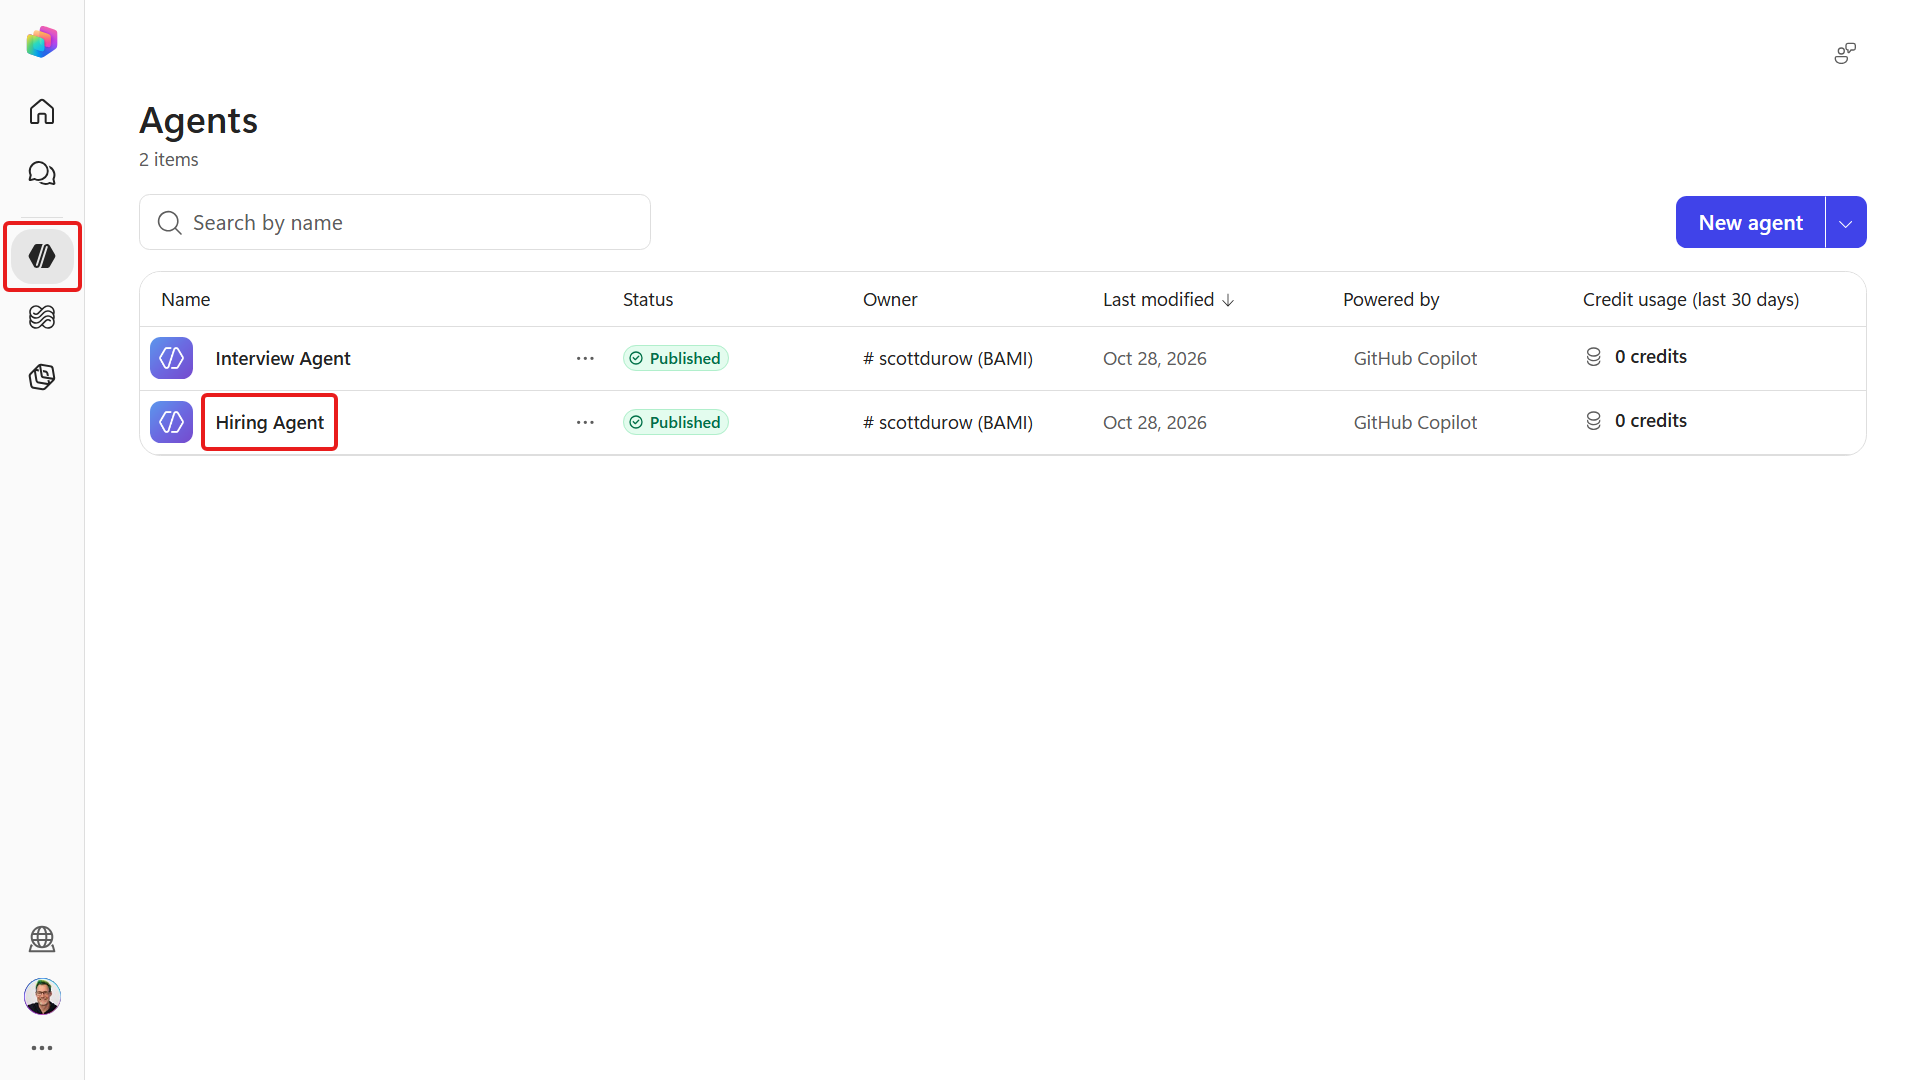 Agents
2 items
Search by name
New agent
Name Status Owner Last modified Powered by Credit usage (last 30 days)
Interview Agent Published # scottdurow (BAMI) Oct 28, 2026 GitHub Copilot 0 credits
Hiring Agent Published # scottdurow (BAMI) Oct 28, 2026 GitHub Copilot 0 credits